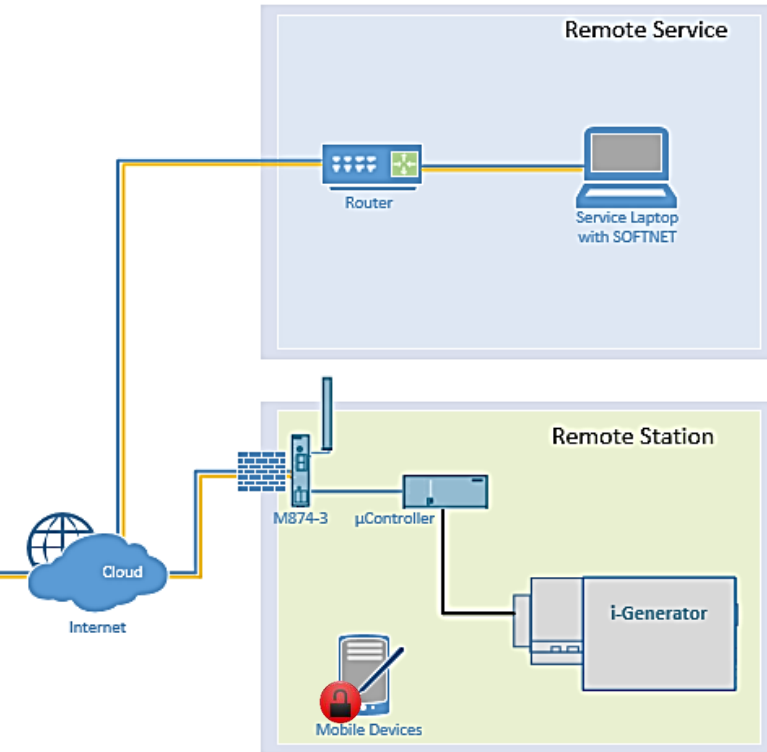 Remote Service
Router
Service Laptop
with SOFTNET
Remote Station
M874-3
µController
Cloud
i-Generator
Internet
Mobile Devices